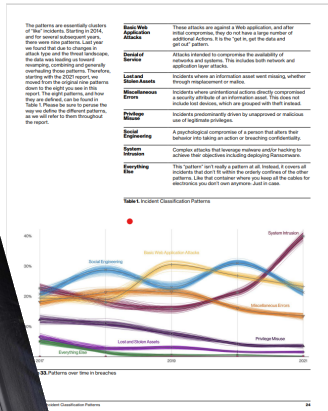 The patterns are essentially clusters
of "like" incidents. Starting in 2014,
and for several subsequent years,
there were nine patterns. Last year
we found that due to changes in
attack type and the threat landscape,
the data was leading us toward
revamping, combining and generally
overhauling those patterns. Therefore,
starting with the 2021 report, we
moved from the original nine patterns
down to the eight you see in this
report. The eight patterns, and how
they are defined, can be found in
Table 1. Please be sure to peruse the
way we define the different patterns,
as we will refer to them throughout
the report.
Basic Web
Application
Attacks
These attacks are against a Web application, and after
initial compromise, they do not have a large number of
additional Actions. It is the "get in, get the data and
get out" pattern.
Denial of
Service
Attacks intended to compromise the availability of
networks and systems. This includes both network and
application layer attacks.
Lost and
Stolen Assets
Incidents where an information asset went missing, whether
through misplacement or malice.
Miscellaneous
Errors
Incidents where unintentional actions directly compromised
a security attribute of an information asset. This does not
include lost devices, which are grouped with theft instead.
Privilege
Misuse
Incidents predominantly driven by unapproved or malicious
use of legitimate privileges.
Social
Engineering
A psychological compromise of a person that alters their
behavior into taking an action or breaching confidentiality.
System
Intrusion
Complex attacks that leverage malware and/or hacking to
achieve their objectives including deploying Ransomware.
Everything
Else
This "pattern" isn't really a pattern at all. Instead, it covers all
incidents that don't fit within the orderly confines of the other
patterns. Like that container where you keep all the cables for
electronics you don't own anymore: Just in case.
Table 1. Incident Classification Patterns
System Intrusion
40%
Basic Web Application Attacks
Social Engineering
30%
20%
Miscellaneous Errors
Lost and Stolen Assets
Privilege Misuse
Everything Else
2017
2019
2021
33. Patterns over time in breaches
Incident Classification Patterns
24